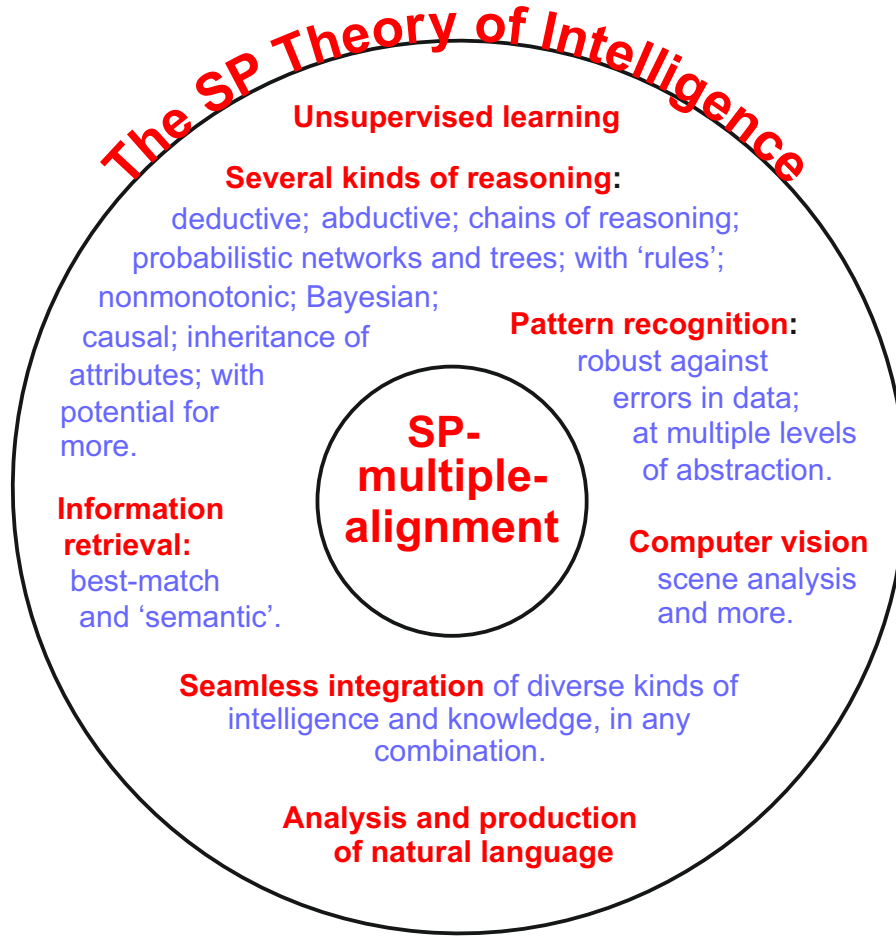 The SP Theory of Intelligence
Unsupervised learning
Several kinds of reasoning:
deductive; abductive; chains of reasoning;
probabilistic networks and trees; with ‘rules’;
nonmonotonic; Bayesian;
causal; inheritance of
attributes; with
potential for
more.
Pattern recognition:
robust against
errors in data;
at multiple levels
of abstraction.
SP-
multiple-
alignment
Information
retrieval:
best-match
and ‘semantic’.
Computer vision
scene analysis
and more.
Seamless integration of diverse kinds of
intelligence and knowledge, in any
combination.
Analysis and production
of natural language